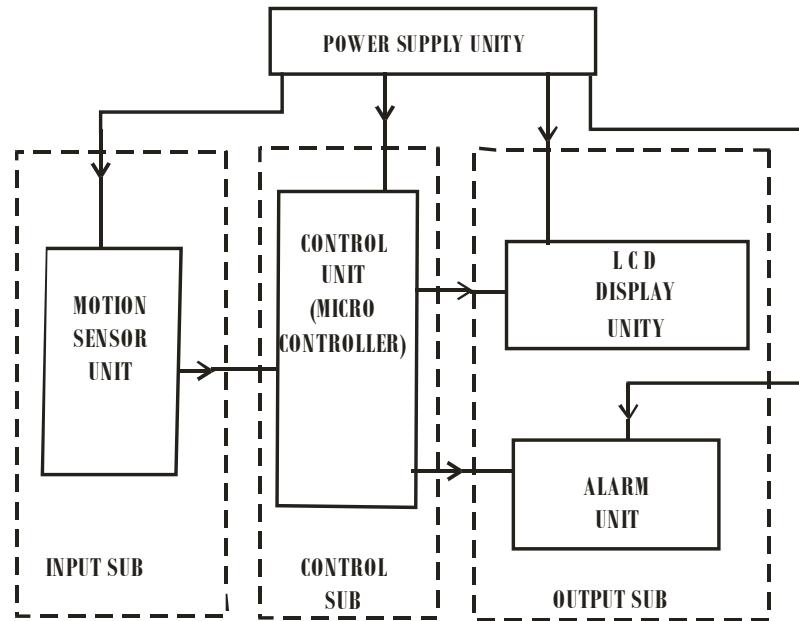 POWER SUPPLY UNITY
MOTION
SENSOR
UNIT
INPUT SUB
CONTROL
UNIT
(MICRO
CONTROLLER)
CONTROL
SUB
L C D
DISPLAY
UNITY
ALARM
UNIT
OUTPUT SUB